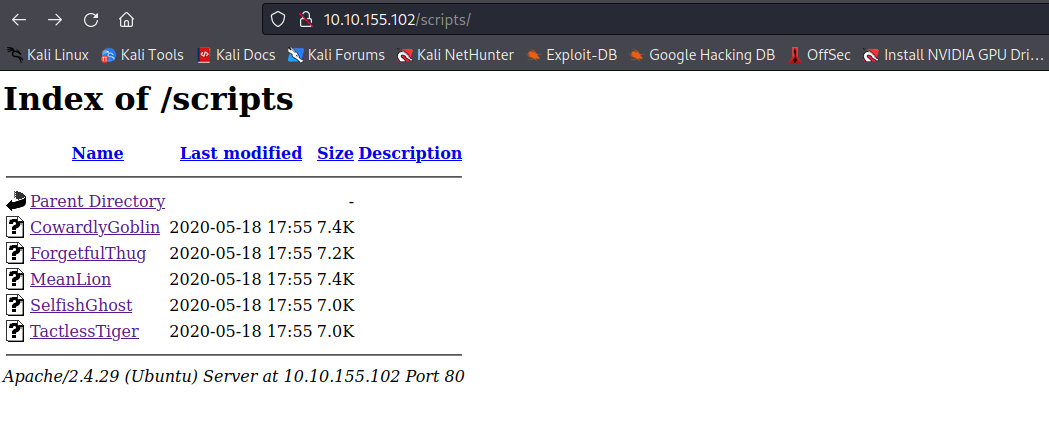 10.10.155.102/scripts/
Kali Linux Kali Tools Kali Docs Kali Forums Kali NetHunter Exploit-DB Google Hacking DB OffSec Install NVIDIA GPU Dri...
Index of /scripts
Name Last modified Size Description
Parent Directory -
CowardlyGoblin 2020-05-18 17:55 7.4K
ForgetfulThug 2020-05-18 17:55 7.2K
MeanLion 2020-05-18 17:55 7.4K
SelfishGhost 2020-05-18 17:55 7.0K
TactlessTiger 2020-05-18 17:55 7.0K
Apache/2.4.29 (Ubuntu) Server at 10.10.155.102 Port 80